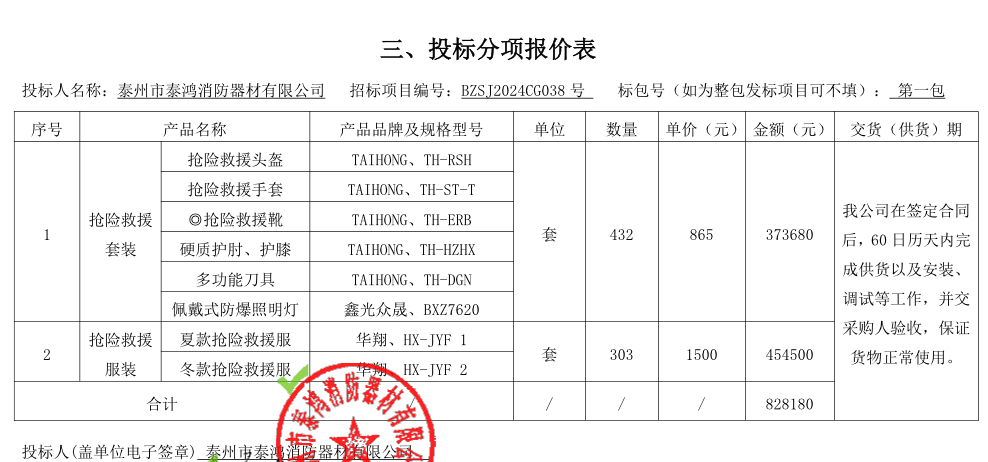 三、投标分项报价表
投标人名称：泰州市泰鸿消防器材有限公司 招标项目编号：BZSJ2024CG038 号 标包号（如为整包发标项目可不填）：第一包
序号 产品名称 产品品牌及规格型号 单位 数量 单价（元） 金额（元） 交货（供货）期
1 抢险救援套装 抢险救援头盔 TAIHONG、TH-RSH 套 432 865 373680
抢险救援手套 TAIHONG、TH-ST-T
◎抢险救援靴 TAIHONG、TH-ERB
硬质护肘、护膝 TAIHONG、TH-HZHX
多功能刀具 TAIHONG、TH-DGN
佩戴式防爆照明灯 鑫光众晟、BXZ7620
2 抢险救援服装 夏款抢险救援服 华翔、HX-JYF 1 套 303 1500 454500
冬款抢险救援服 华翔、HX-JYF 2
我公司在签定合同
后，60 日历天内完
成供货以及安装、
调试等工作，并交
采购人验收，保证
货物正常使用。
合计 / / / / 828180
投标人(盖单位电子签章) 泰州市泰鸿消防器材有限公司
市泰鸿消防器材有限公